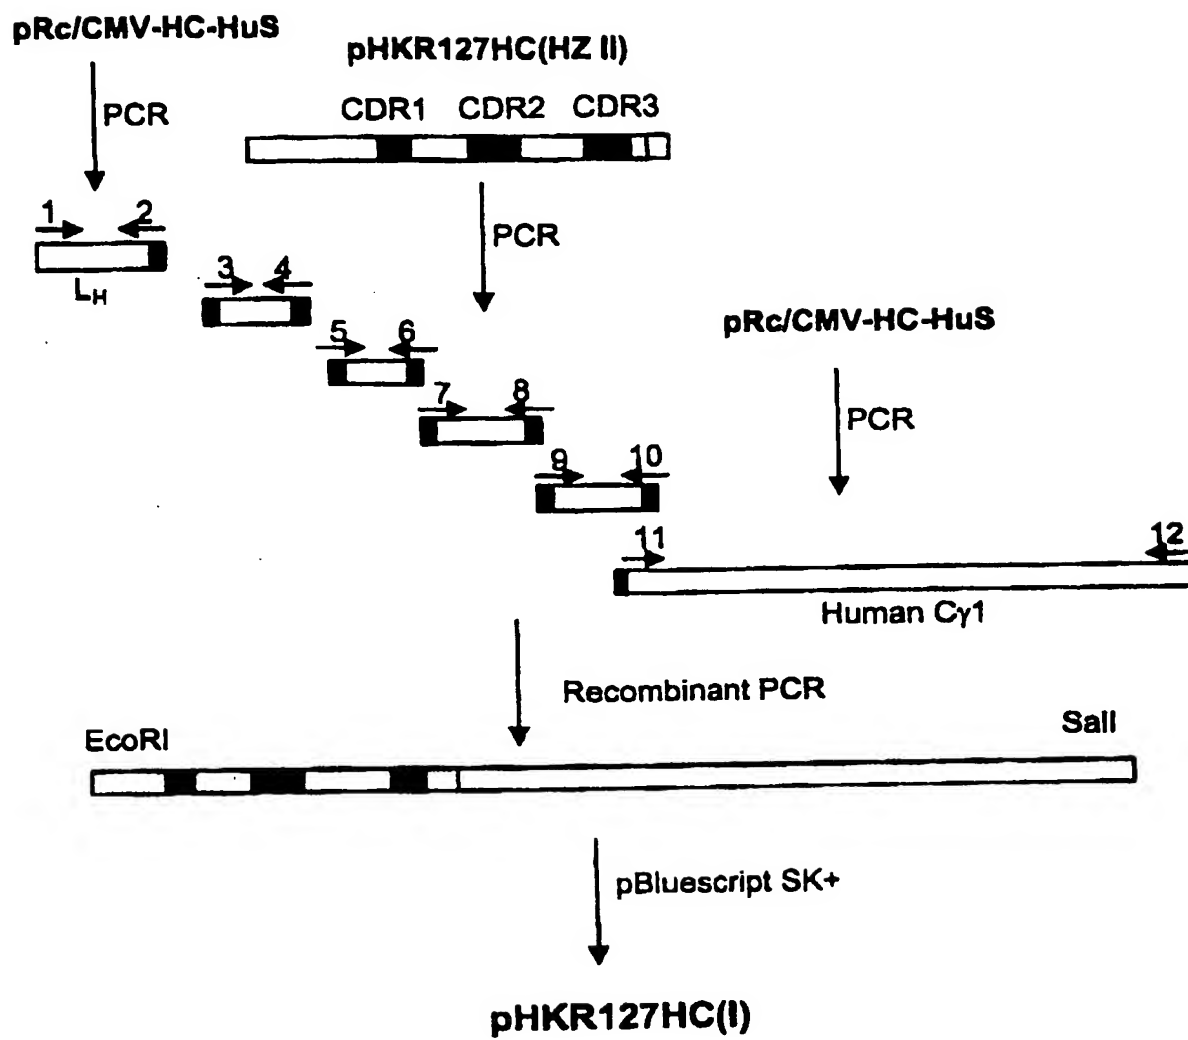 pRc/CMV-HC-HuS
pHKR127HC(HZ II)
PCR
CDR1 CDR2 CDR3
1 2
PCR
LH
3 4
pRc/CMV-HC-HuS
5 6
7 8
PCR
9 10
11 12
Human Cγ1
Recombinant PCR
EcoRI
SalI
pBluescript SK+
pHKR127HC(I)